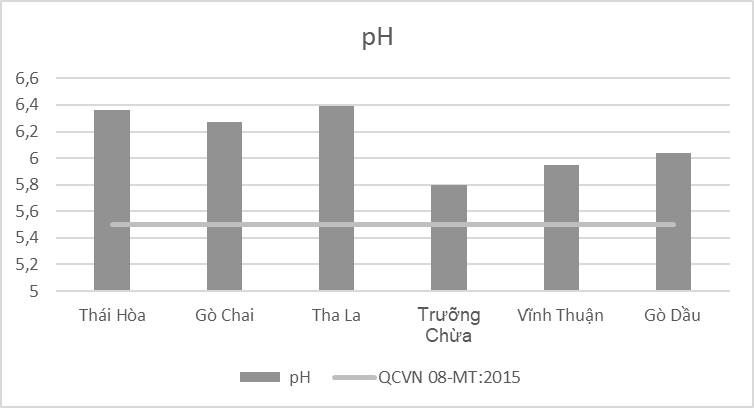 pH
6,6
6,4
6,2
6
5,8
5,6
5,4
5,2
5
Thái Hòa
Gò Chai
Tha La
Trưỡng
Chừa
Vĩnh Thuận
Gò Dầu
pH
QCVN 08-MT:2015